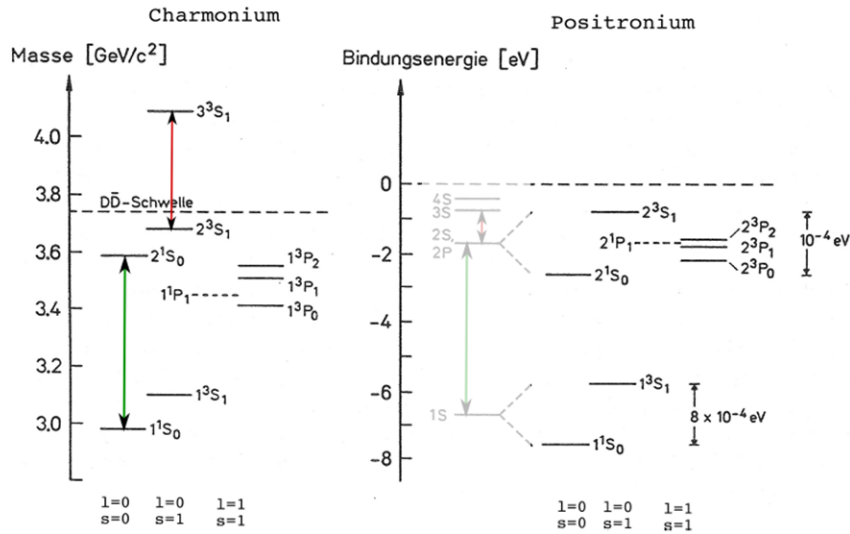 Charmonium
Masse [GeV/c²]
4.0
3.8
3.6
3.4
3.2
3.0
3³S₁
DD̄-Schwelle
2³S₁
2¹S₀
1³P₂
1³P₁
1¹P₁
1³P₀
1³S₁
1¹S₀
l=0 l=0 l=1
s=0 s=1 s=1
Positronium
Bindungsenergie [eV]
0
-2
-4
-6
-8
4S
3S
2S,
2P
1S
2³S₁
2³P₂
2¹P₁
2³P₁
2³P₀
2¹S₀
10⁻⁴ eV
1³S₁
8 x 10⁻⁴ eV
1¹S₀
l=0 l=0 l=1
s=0 s=1 s=1